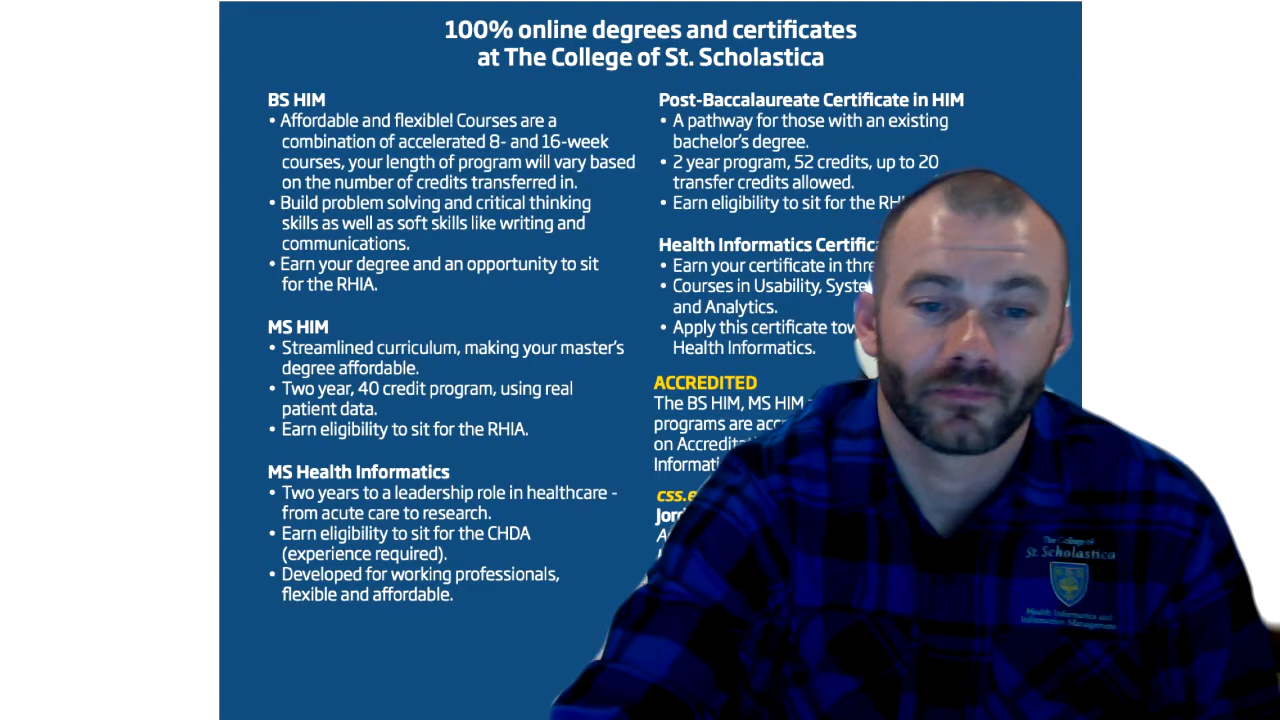 100% online degrees and certificates
at The College of St. Scholastica
BS HIM
• Affordable and flexible! Courses are a
combination of accelerated 8- and 16-week
courses, your length of program will vary based
on the number of credits transferred in.
• Build problem solving and critical thinking
skills as well as soft skills like writing and
communications.
• Earn your degree and an opportunity to sit
for the RHIA.
MS HIM
• Streamlined curriculum, making your master's
degree affordable.
• Two year, 40 credit program, using real
patient data.
• Earn eligibility to sit for the RHIA.
MS Health Informatics
• Two years to a leadership role in healthcare -
from acute care to research.
• Earn eligibility to sit for the CHDA
(experience required).
• Developed for working professionals,
flexible and affordable.
Post-Baccalaureate Certificate in HIM
• A pathway for those with an existing
bachelor's degree.
• 2 year program, 52 credits, up to 20
transfer credits allowed.
• Earn eligibility to sit for the
Health Informatics
• Earn your certificate in
• Courses in Usability,
and Analytics.
• Apply this certificate
Health Informatics.
ACCREDITED
The BS HIM, MS HIM
programs are
on
The College of
St. Scholastica
Health Informatics and
Information Management